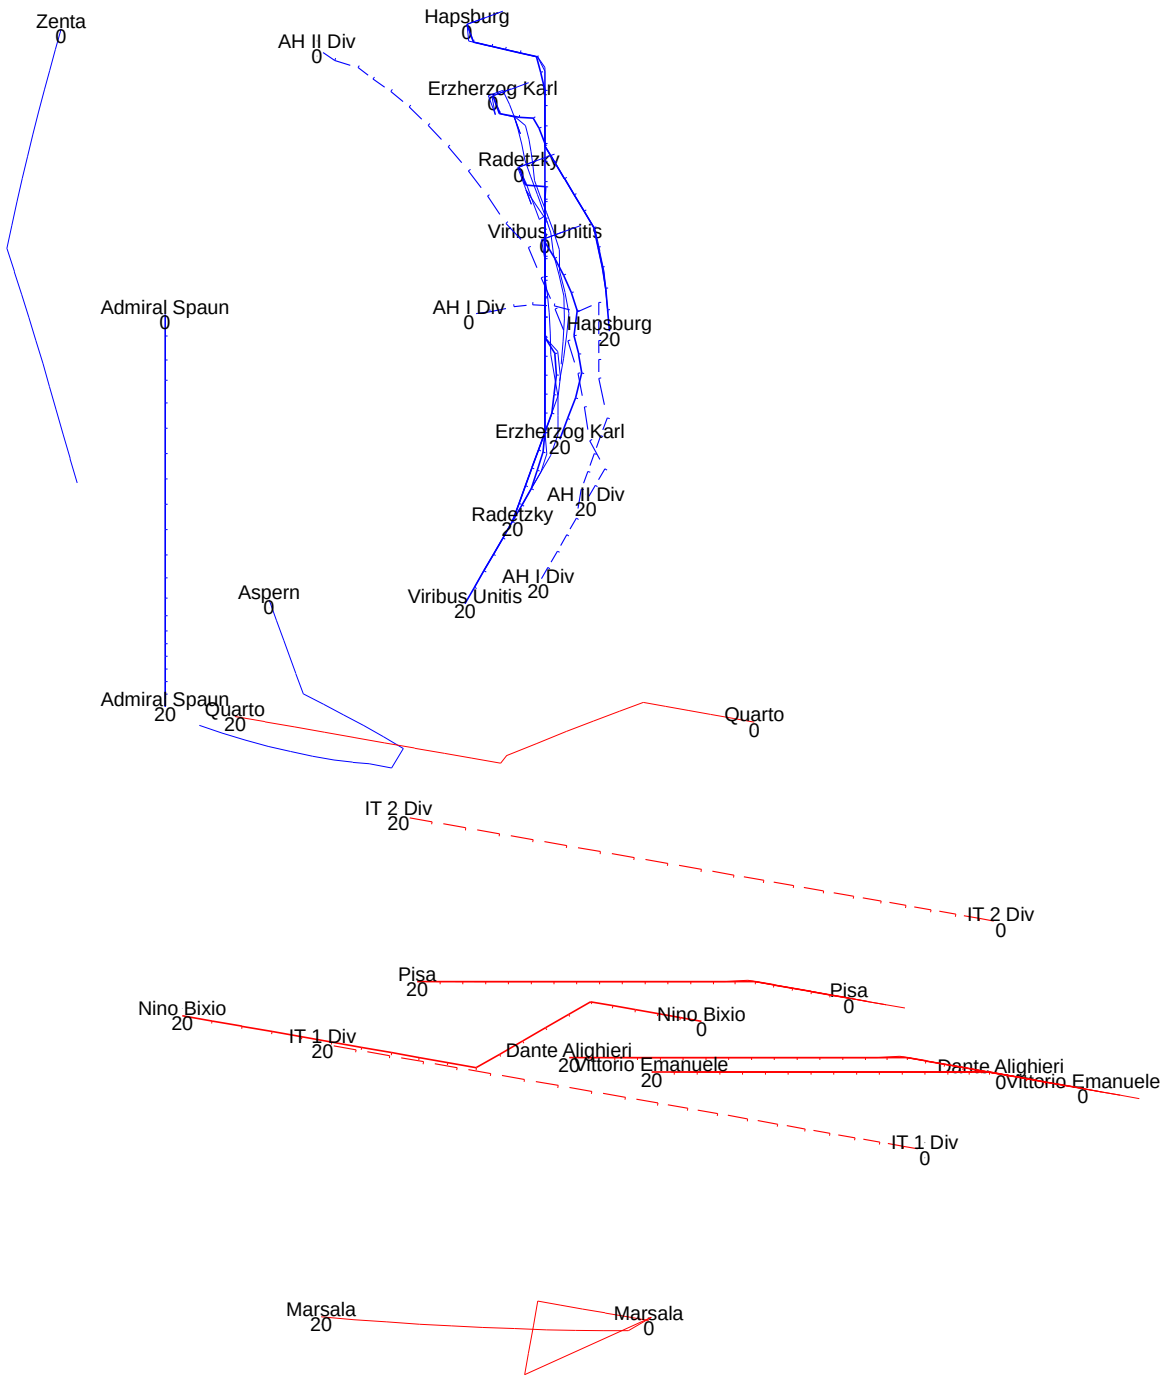 Zenta
0
Hapsburg
0
AH II Div
0
Erzherzog Karl
0
Radetzky
0
Viribus Unitis
0
Admiral Spaun
0
AH I Div
0
Hapsburg
20
Erzherzog Karl
20
AH II Div
20
Radetzky
20
AH I Div
20
Viribus Unitis
20
Aspern
0
Admiral Spaun
20
Quarto
20
Quarto
0
IT 2 Div
20
IT 2 Div
0
Pisa
20
Pisa
0
Nino Bixio
20
Nino Bixio
0
IT 1 Div
20
Dante Alighieri
20
Vittorio Emanuele
20
Dante Alighieri
0
Vittorio Emanuele
0
IT 1 Div
0
Marsala
20
Marsala
0